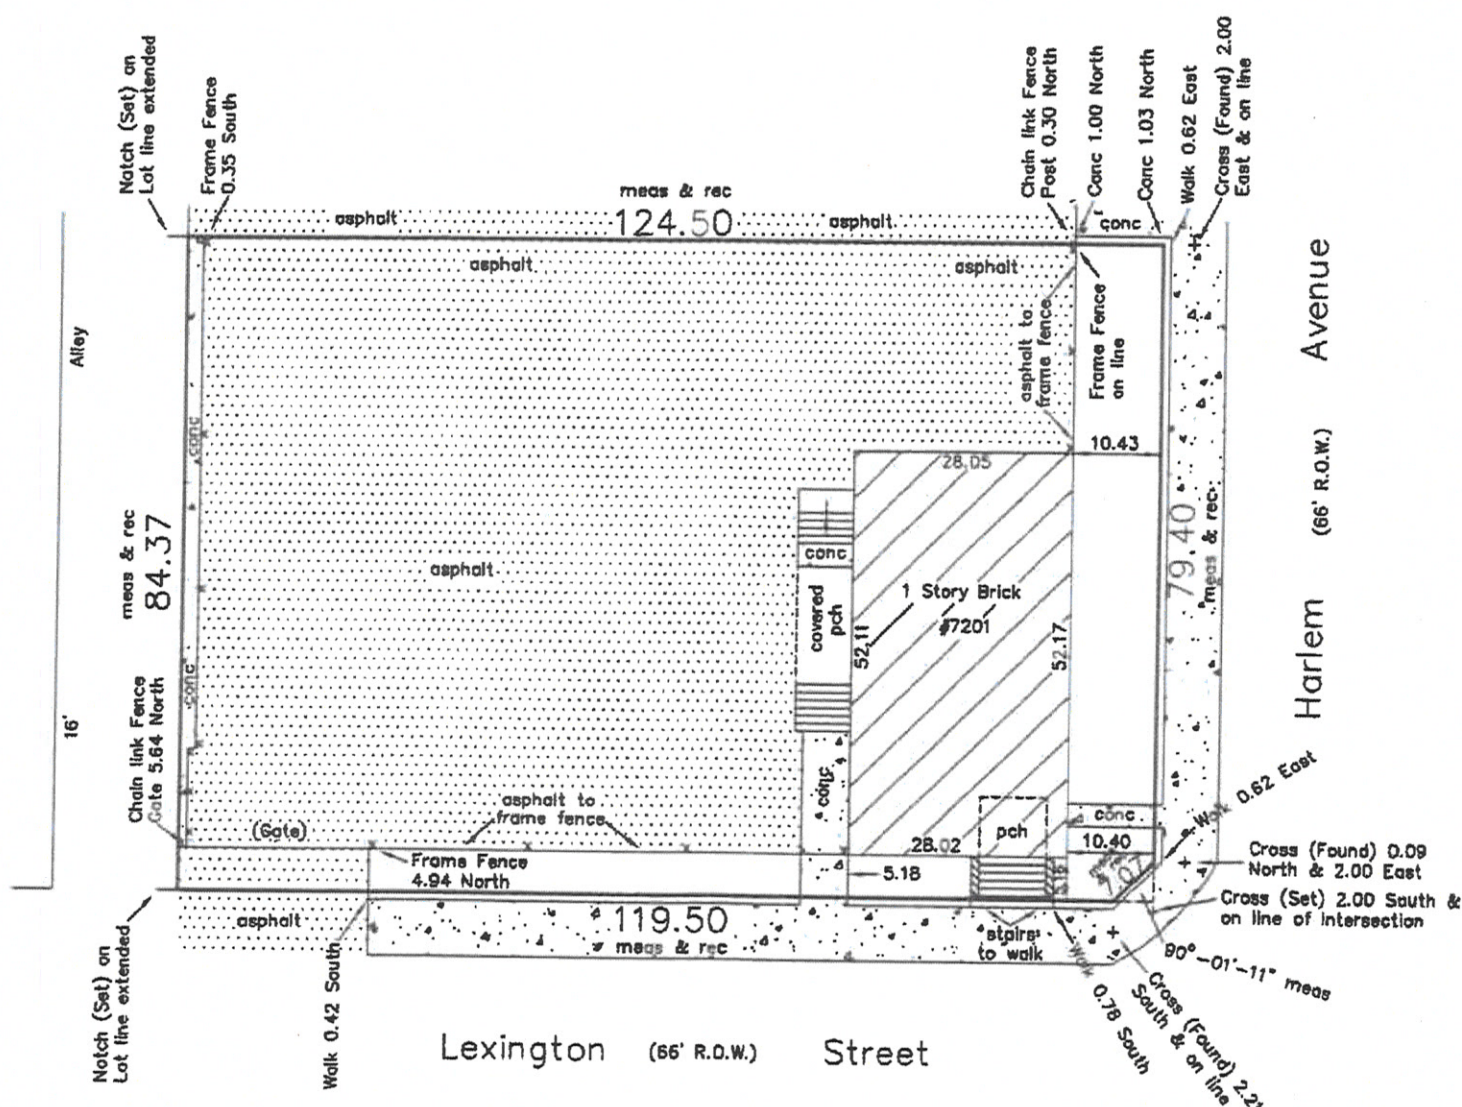 Notch (Set) on
Lot line extended
Frame Fence
0.35 South
Chain link Fence
Post 0.30 North
Conc 1.00 North
Conc 1.03 North
Walk 0.62 East
Cross (Found) 2.00
East & on line
meas & rec
124.50
asphalt
asphalt
conc
asphalt
asphalt
asphalt to
frame fence
Frame Fence
on line
Alley
16'
conc
10.43
28.05
meas & rec
84.37
asphalt
conc
covered
pch
52.11
1 Story Brick
#7201
52.17
79.40
meas & rec
Harlem (66' R.O.W.) Avenue
conc
Chain link Fence
Gate 5.64 North
(Gate)
asphalt to
frame fence
conc
pch
28.02
conc
10.40
Walk 0.62 East
Frame Fence
4.94 North
5.18
7.07
Cross (Found) 0.09
North & 2.00 East
Cross (Set) 2.00 South &
on line of Intersection
asphalt
119.50
meas & rec
stairs
to walk
90°-01'-11" meas
Notch (Set) on
Lot line extended
Walk 0.42 South
Walk 0.78 South
Cross (Found) 2.21
South & on line
Lexington (66' R.O.W.) Street